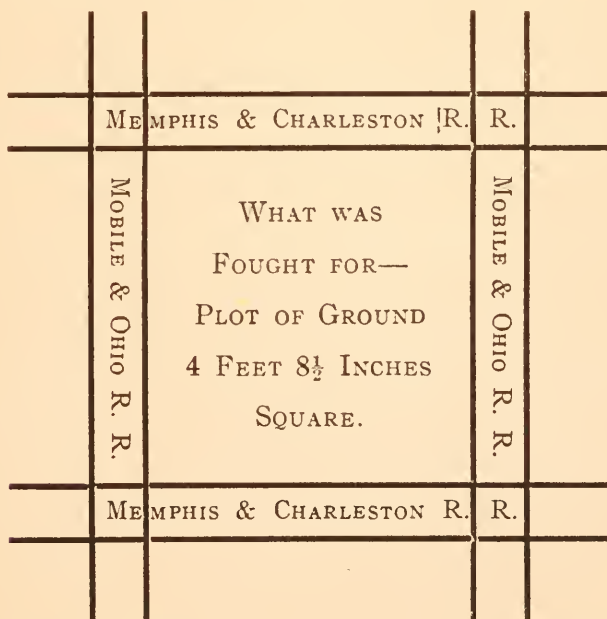 Memphis & Charleston R. R.
Mobile & Ohio R. R.
What was
Fought for—
Plot of Ground
4 Feet 8½ Inches
Square.
Mobile & Ohio R. R.
Memphis & Charleston R. R.